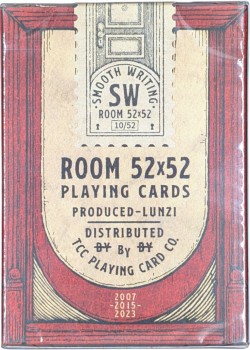 SMOOTH WRITING
SW
ROOM 52x52
10/52
ROOM 52x52
PLAYING CARDS
PRODUCED-LUNZI
DISTRIBUTED
BY By BY
TCC PLAYING CARD CO.
2007
-2015-
2023